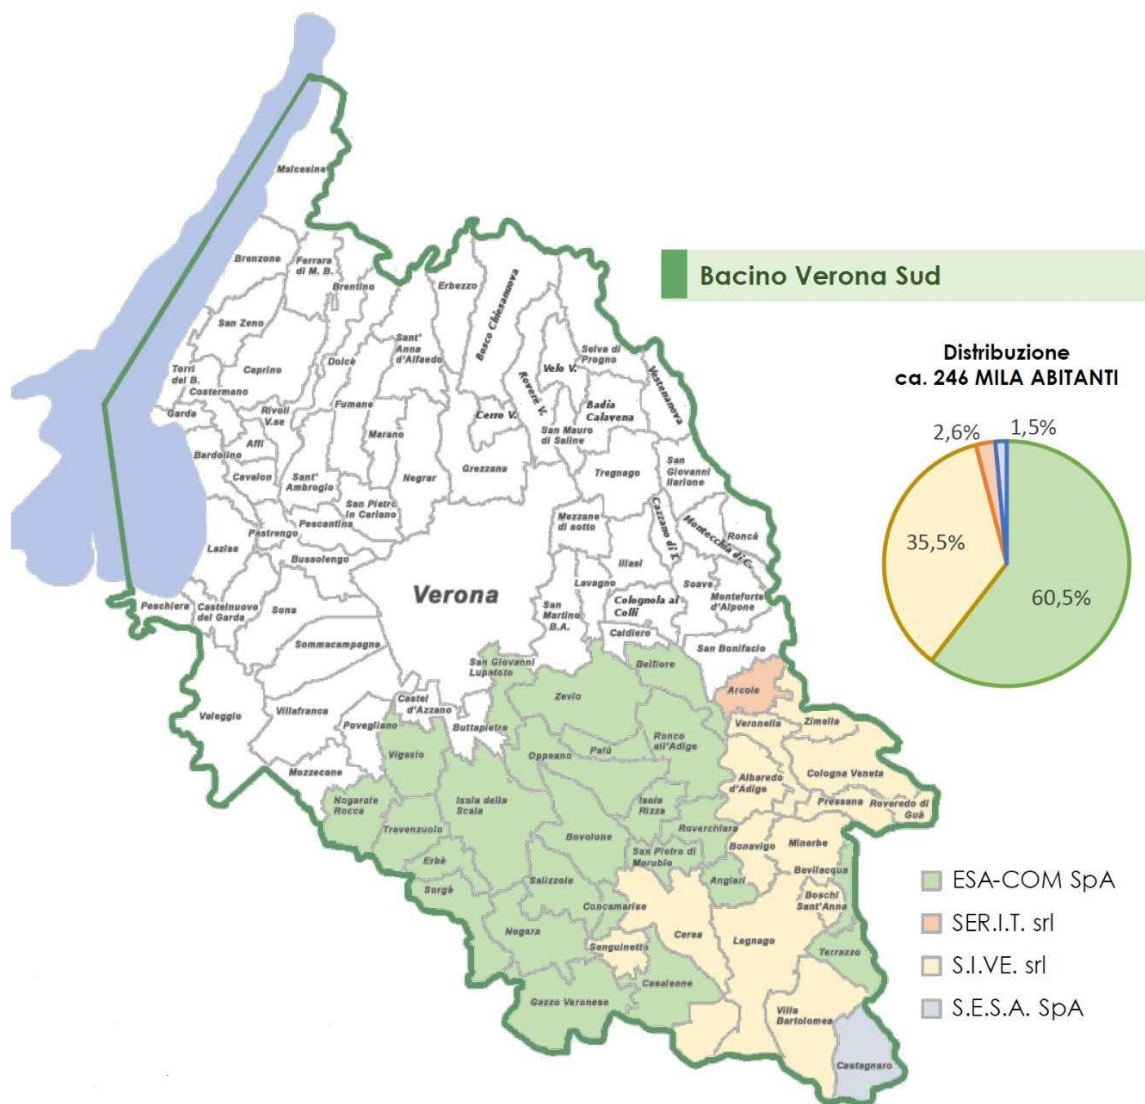 Malcesine
Bacino Verona Sud
Brenzone
Ferrara
di M. B.
Brentino
Erbezzo
Bosco Chiesanuova
San Zeno
Sant'
Anna
d'Alfaedo
Selva di
Progno
Distribuzione
ca. 246 MILA ABITANTI
Torri
del B.
Caprino
Dolcè
Velo V.
Vestenanova
Costermano
Roverè V.
Garda
Rivoli
V.se
Fumane
Cerro V.
Badia
Calavena
2,6%
1,5%
Affi
Marano
San Mauro
di Saline
Bardolino
Cavaion
Sant'
Ambrogio
Negrar
Grezzana
Tregnago
San
Giovanni
Ilarione
San Pietro
in Cariano
Pescantina
Pastrengo
Mezzane
di sotto
Cazzano di T.
Montecchia di C.
Roncà
35,5%
Lazise
Bussolengo
Illasi
60,5%
Peschiera
Castelnuovo
del Garda
Sona
Verona
Lavagno
San
Martino
B.A.
Colognola ai
Colli
Soave
Monteforte
d'Alpone
Sommacampagna
Caldiero
San Bonifacio
San Giovanni
Lupatoto
Belfiore
Arcole
Valeggio
Villafranca
Castel
d'Azzano
Zevio
Povegliano
Buttapietra
Veronella
Zimella
Vigasio
Ronco
all'Adige
Mozzecane
Oppeano
Palù
Albaredo
d'Adige
Cologna Veneta
Nogarole
Rocca
Isola della
Scala
Isola
Rizza
Pressana
Roveredo di
Guà
Trevenzuolo
Roverchiara
Bovolone
Bonavigo
Minerbe
Erbè
San Pietro di
Morubio
Bevilacqua
Sorgà
Salizzole
Angiari
Boschi
Sant'Anna
ESA-COM SpA
Concamarise
Nogara
Cerea
Legnago
SER.I.T. srl
Sanguinetto
Terrazzo
S.I.VE. srl
Casaleone
Gazzo Veronese
Villa
Bartolomea
S.E.S.A. SpA
Castagnaro